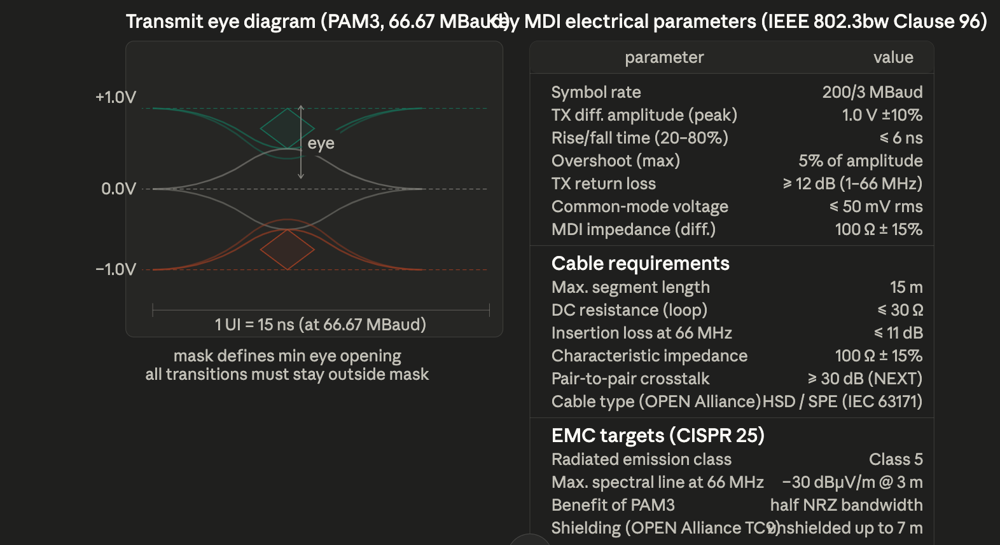 Transmit eye diagram (PAM3, 66.67 MBaud)
+1.0V
eye
0.0V
−1.0V
1 UI = 15 ns (at 66.67 MBaud)
mask defines min eye opening
all transitions must stay outside mask
Key MDI electrical parameters (IEEE 802.3bw Clause 96)
parameter value
Symbol rate 200/3 MBaud
TX diff. amplitude (peak) 1.0 V ±10%
Rise/fall time (20–80%) ≤ 6 ns
Overshoot (max) 5% of amplitude
TX return loss ≥ 12 dB (1–66 MHz)
Common-mode voltage ≤ 50 mV rms
MDI impedance (diff.) 100 Ω ± 15%
Cable requirements
Max. segment length 15 m
DC resistance (loop) ≤ 30 Ω
Insertion loss at 66 MHz ≤ 11 dB
Characteristic impedance 100 Ω ± 15%
Pair-to-pair crosstalk ≥ 30 dB (NEXT)
Cable type (OPEN Alliance) HSD / SPE (IEC 63171)
EMC targets (CISPR 25)
Radiated emission class Class 5
Max. spectral line at 66 MHz −30 dBµV/m @ 3 m
Benefit of PAM3 half NRZ bandwidth
Shielding (OPEN Alliance TC9) unshielded up to 7 m